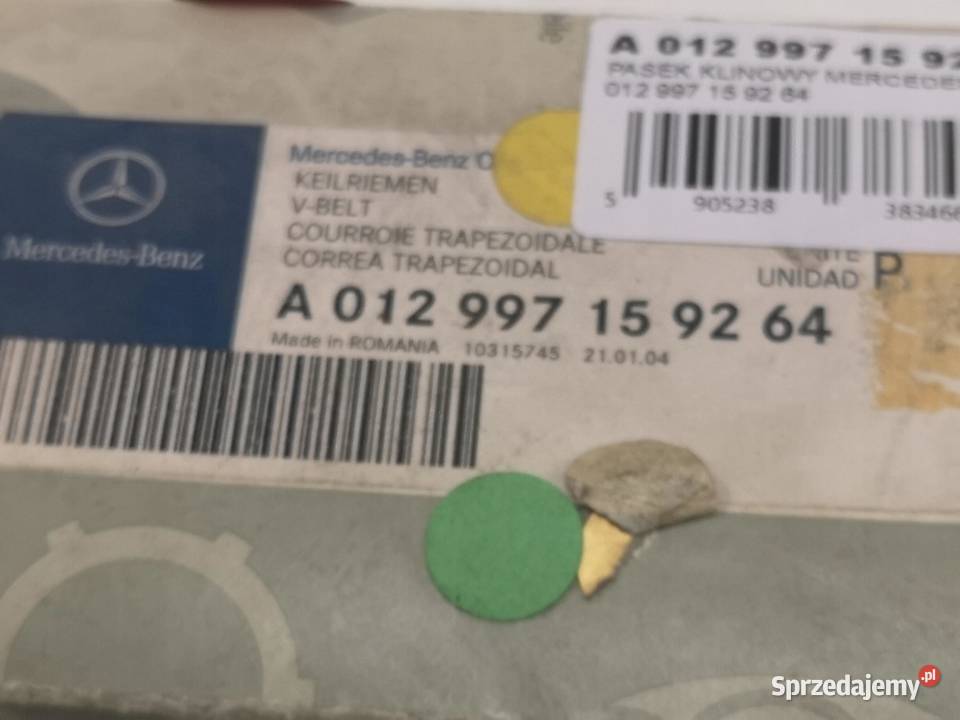 A 012 997 15 92
PASEK KLINOWY MERCEDES
012 997 15 92 64
5 905238 383466
Mercedes-Benz
Mercedes-Benz
KEILRIEMEN
V-BELT
COURROIE TRAPEZOIDALE
CORREA TRAPEZOIDAL
UNIDAD P.
A 012 997 15 92 64
Made in ROMANIA 10315745 21.01.04
Sprzedajemy.pl